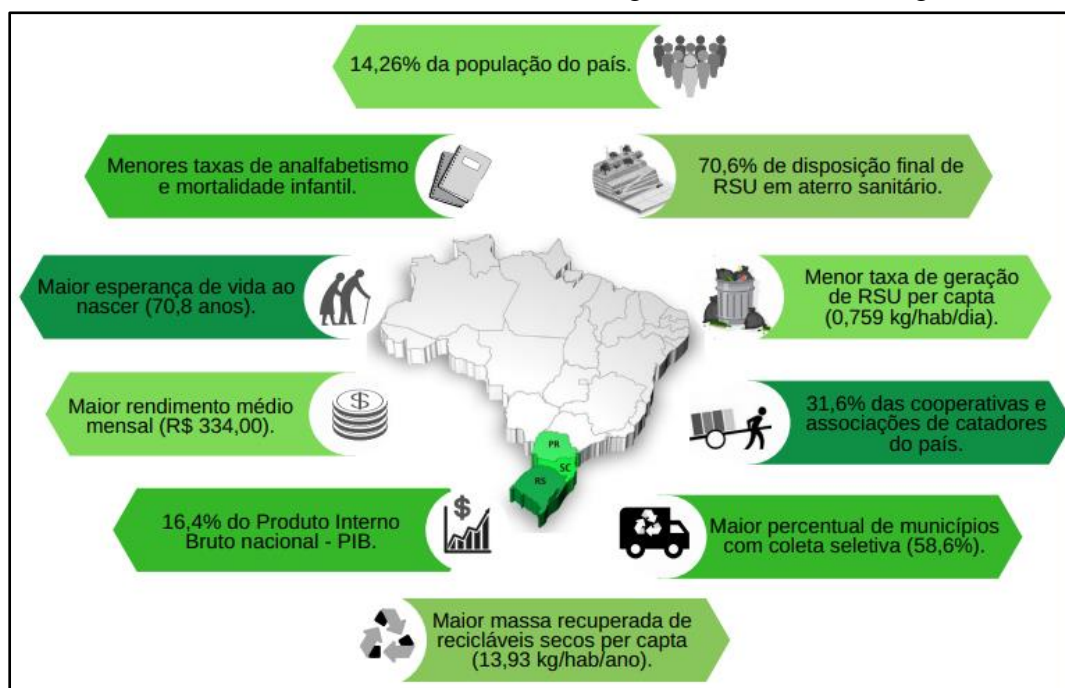 14,26% da população do país.
Menores taxas de analfabetismo
e mortalidade infantil.
70,6% de disposição final de
RSU em aterro sanitário.
Maior esperança de vida ao
nascer (70,8 anos).
Menor taxa de geração
de RSU per capta
(0,759 kg/hab/dia).
Maior rendimento médio
mensal (R$ 334,00).
31,6% das cooperativas e
associações de catadores
do país.
PR
SC
RS
16,4% do Produto Interno
Bruto nacional - PIB.
Maior percentual de municípios
com coleta seletiva (58,6%).
Maior massa recuperada de
recicláveis secos per capta
(13,93 kg/hab/ano).